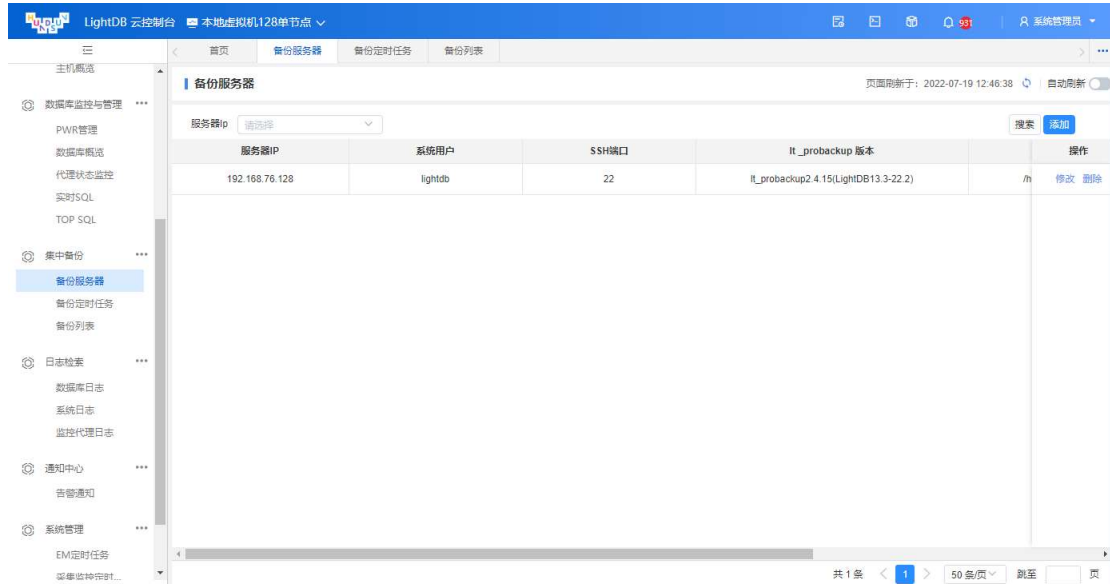 HUNDSUN LightDB 云控制台 本地虚拟机128单节点 931 系统管理员
首页 备份服务器 备份定时任务 备份列表
主机概览
数据库监控与管理
PWR管理
数据库概览
代理状态监控
实时SQL
TOP SQL
集中备份
备份服务器
备份定时任务
备份列表
日志检索
数据库日志
系统日志
监控代理日志
通知中心
告警通知
系统管理
EM定时任务
采集监控定时...
备份服务器 页面刷新于：2022-07-19 12:46:38 自动刷新
服务器Ip 请选择 搜索 添加
服务器IP 系统用户 SSH端口 lt_probackup 版本 操作
192.168.76.128 lightdb 22 lt_probackup2.4.15(LightDB13.3-22.2) /h 修改 删除
共 1 条 1 50 条/页 跳至 页